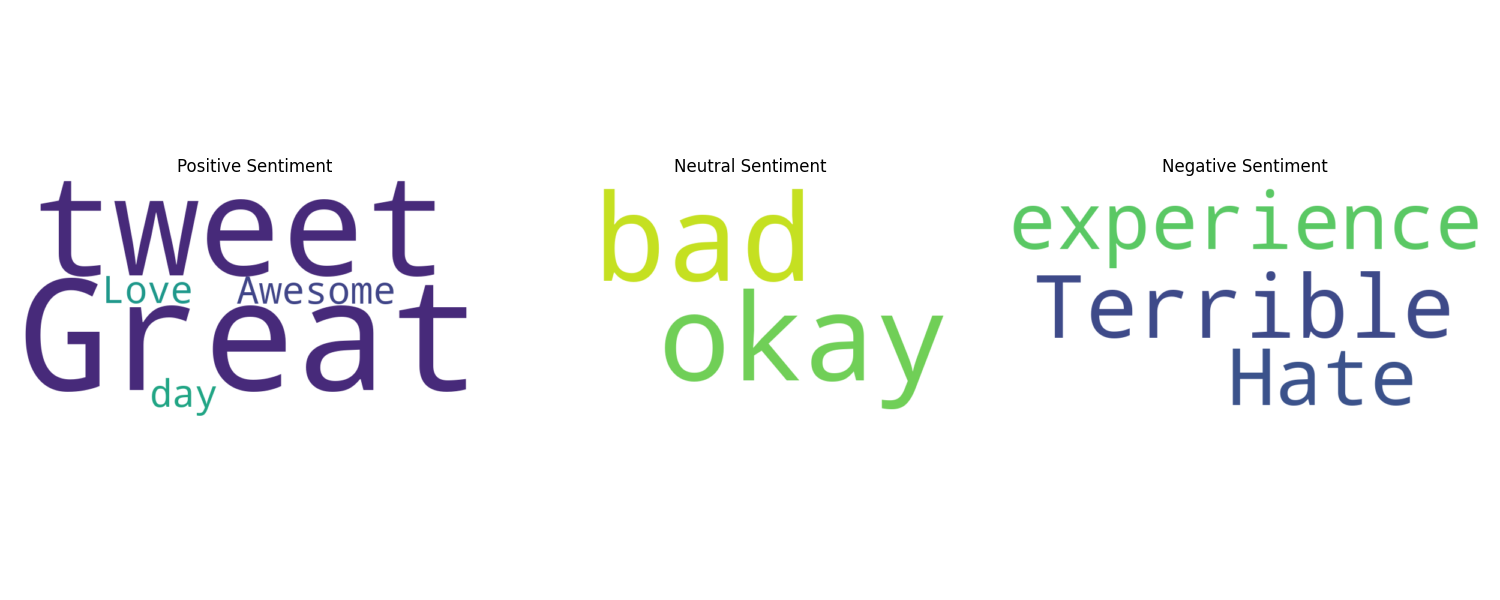 Positive Sentiment
tweet
Love Awesome
Great
day
Neutral Sentiment
bad
okay
Negative Sentiment
experience
Terrible
Hate